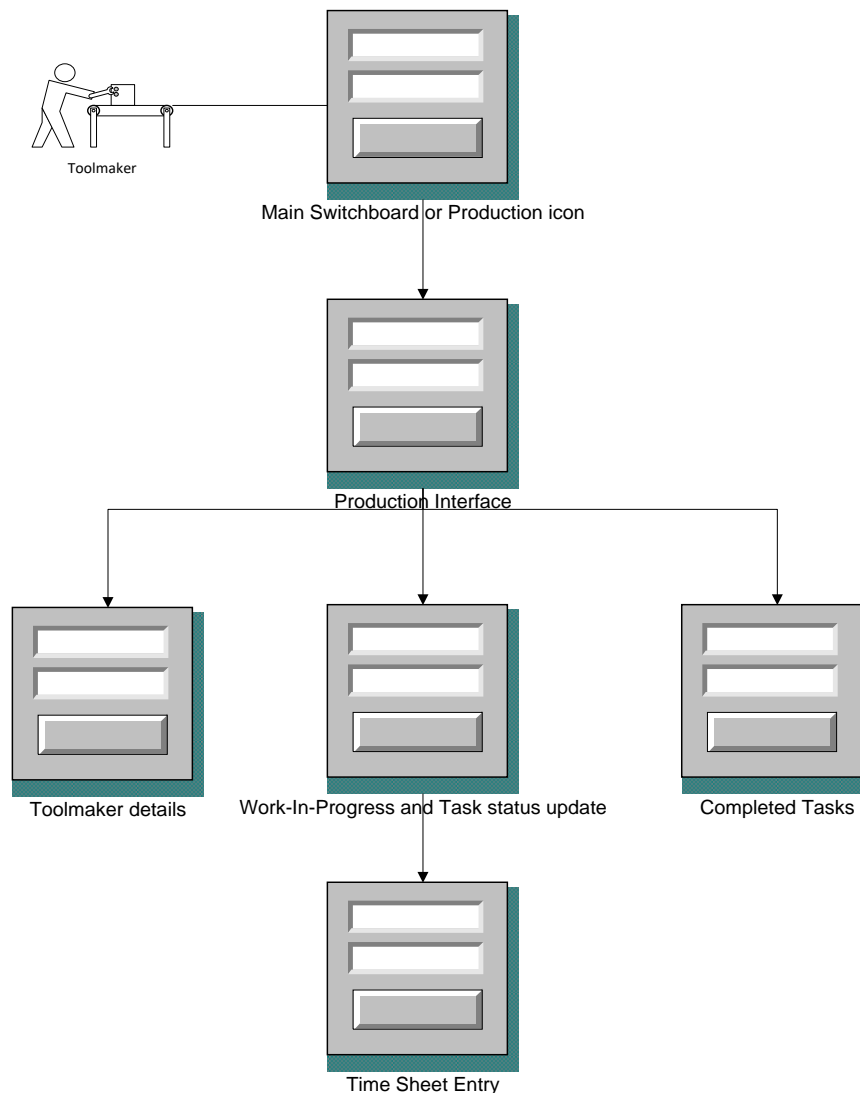 Toolmaker
Main Switchboard or Production icon
Production Interface
Toolmaker details
Work-In-Progress and Task status update
Completed Tasks
Time Sheet Entry